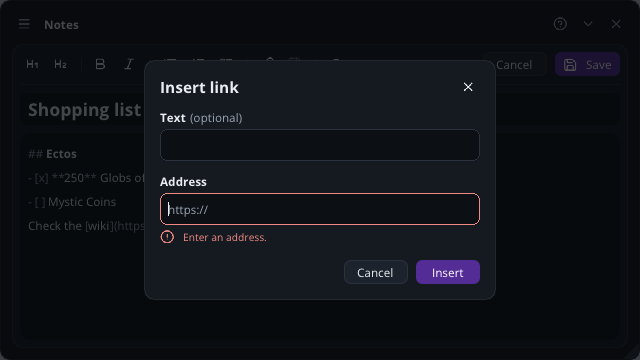 Notes
H1 H2 B I
Cancel Save
Shopping list
## Ectos
- [x] **250** Globs of
- [ ] Mystic Coins
Check the [wiki](https
Insert link
Text (optional)
Address
https://
Enter an address.
Cancel Insert